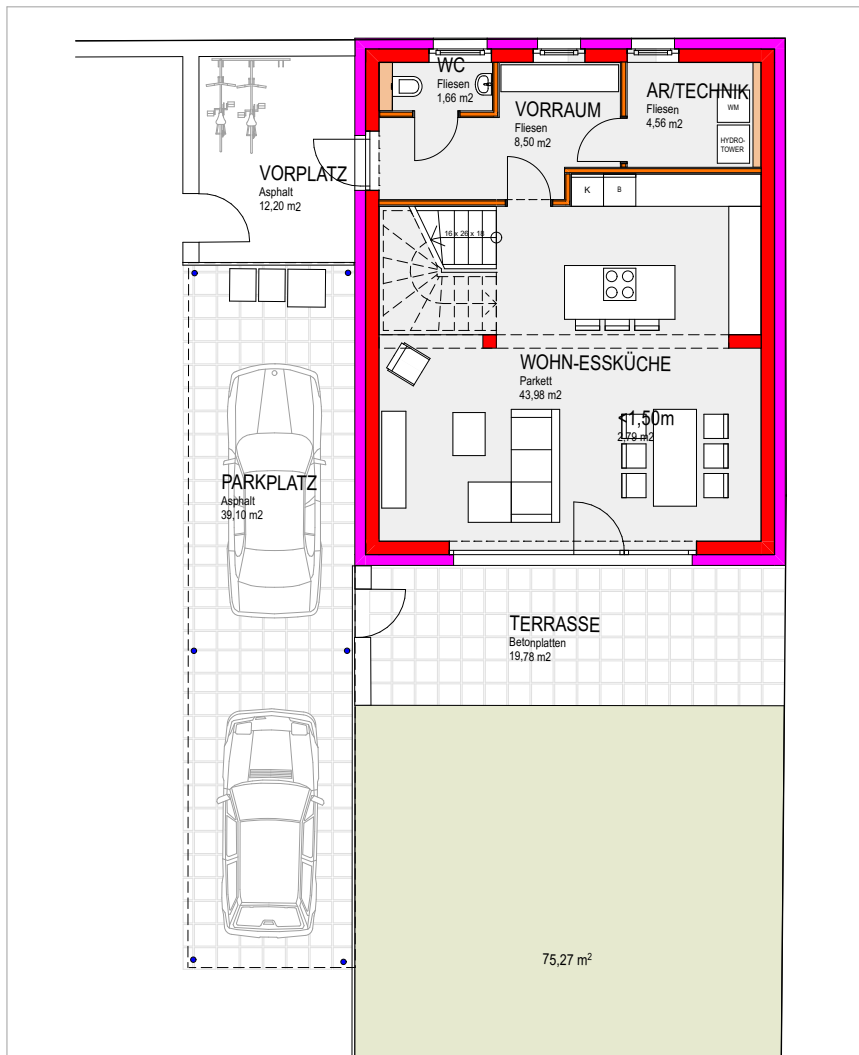 WC
Fliesen
1,66 m2
VORRAUM
Fliesen
8,50 m2
AR/TECHNIK
Fliesen
4,56 m2
WM
HYDRO-
TOWER
VORPLATZ
Asphalt
12,20 m2
K
B
16 x 26 x 18
WOHN-ESSKÜCHE
Parkett
43,98 m2
<1,50m
2,79 m2
PARKPLATZ
Asphalt
39,10 m2
TERRASSE
Betonplatten
19,78 m2
75,27 m²